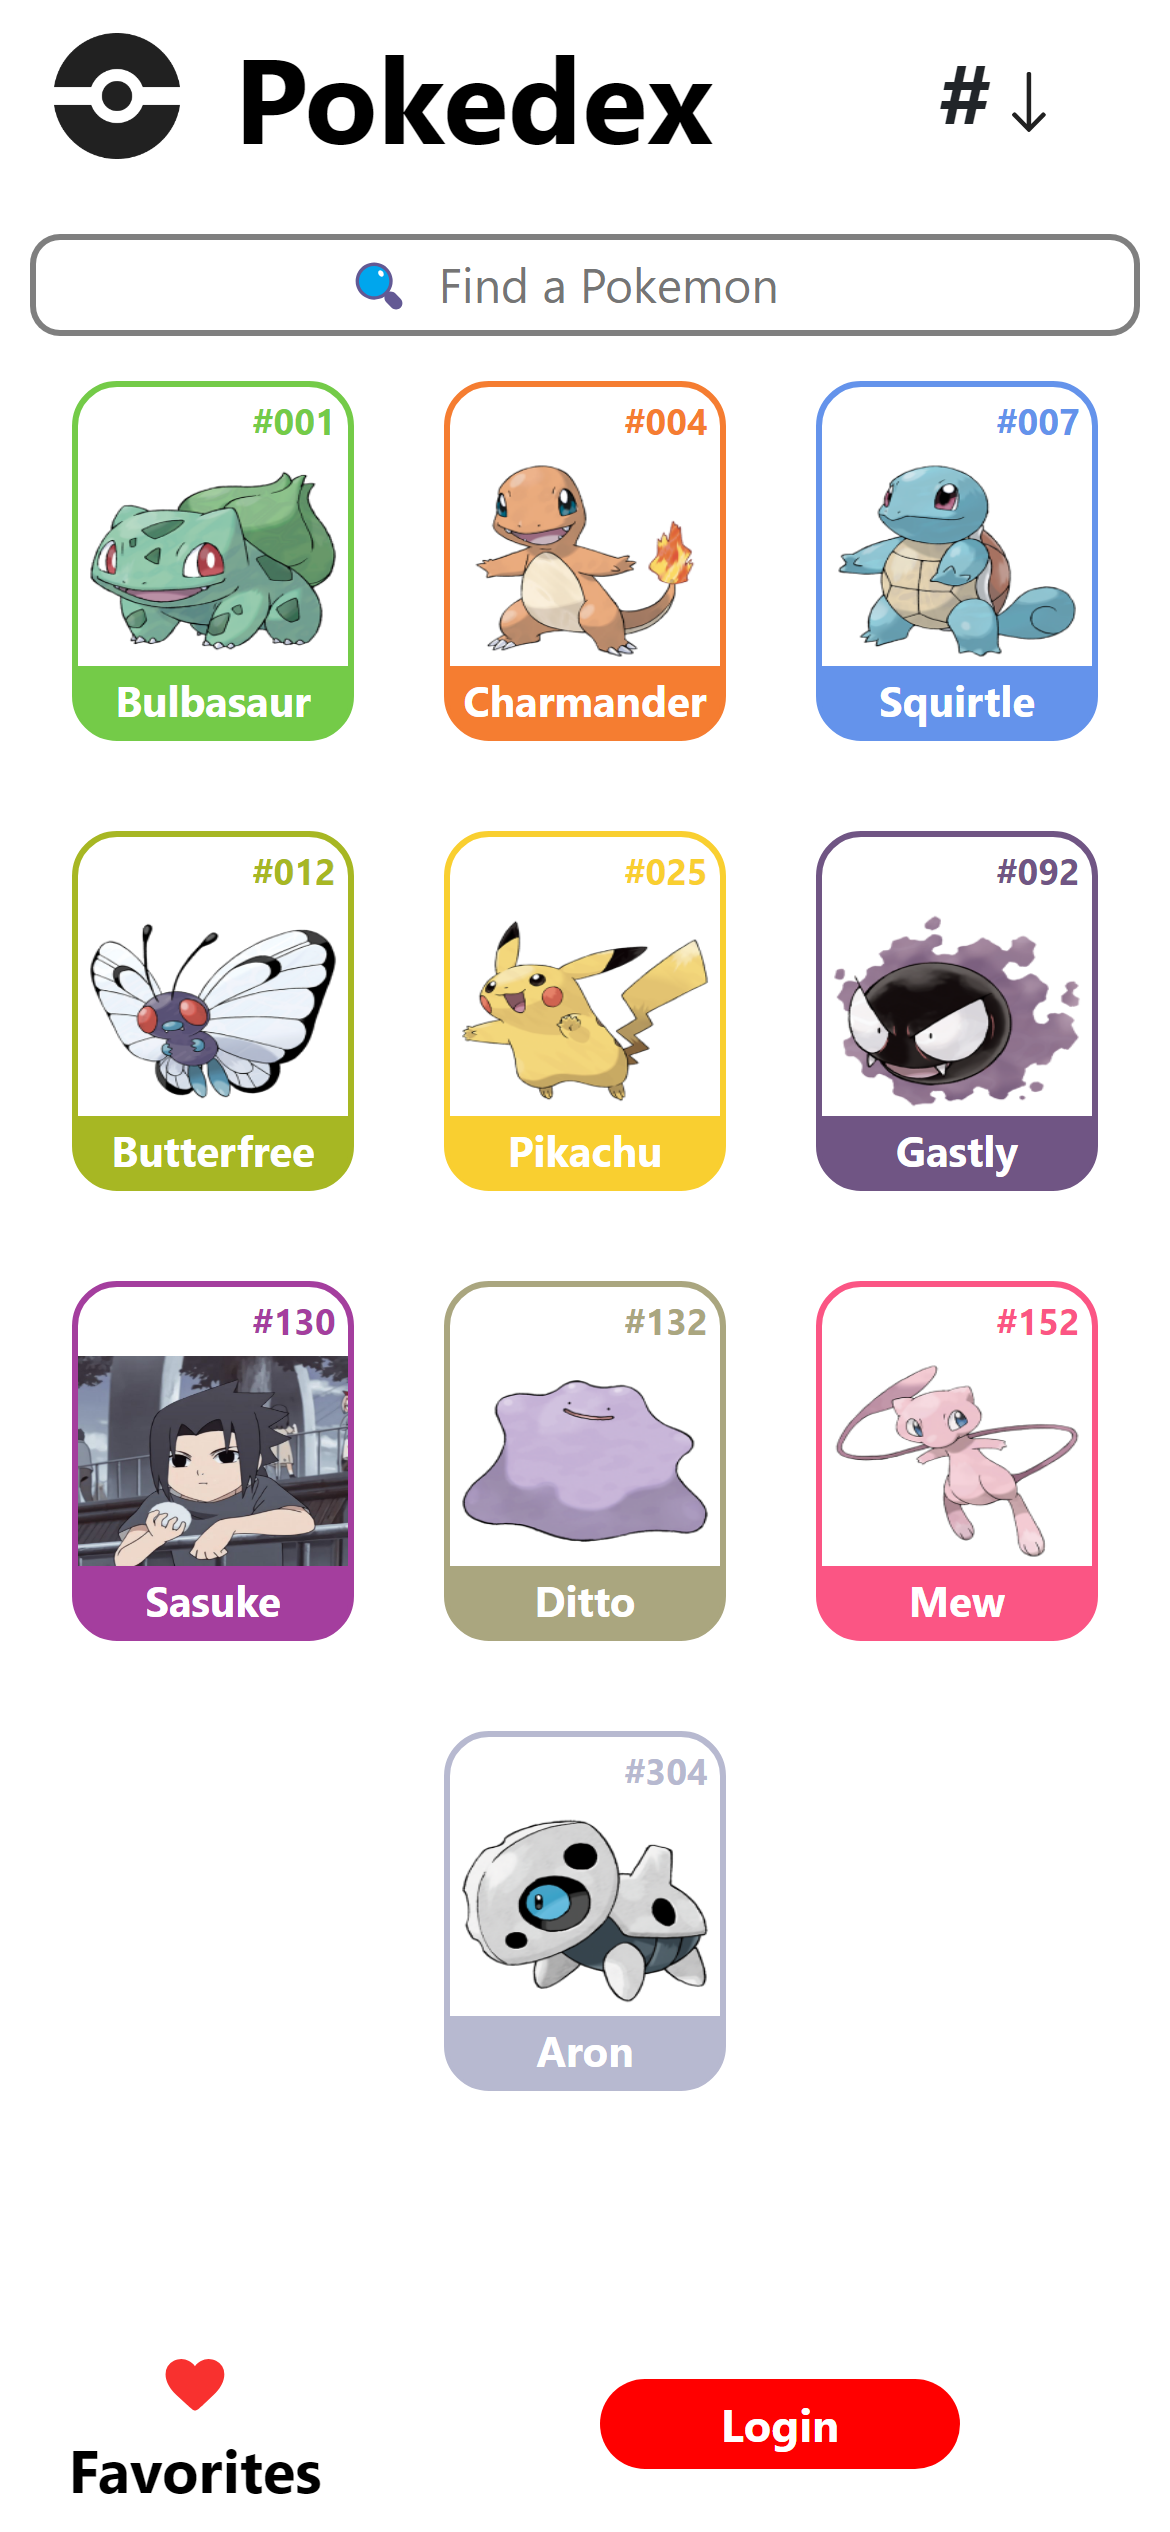 Pokedex
# ↓
Find a Pokemon
#001
Bulbasaur
#004
Charmander
#007
Squirtle
#012
Butterfree
#025
Pikachu
#092
Gastly
#130
Sasuke
#132
Ditto
#152
Mew
#304
Aron
Favorites
Login